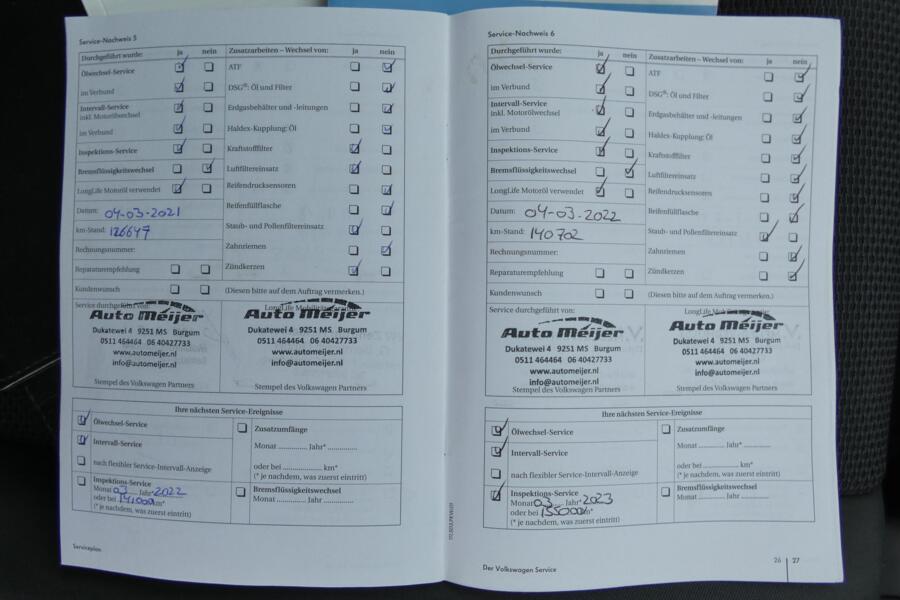 Service-Nachweis 5
Durchgeführt wurde: ja nein
Ölwechsel-Service
im Verbund
Intervall-Service
inkl. Motorölwechsel
im Verbund
Inspektions-Service
Bremsflüssigkeitswechsel
LongLife Motoröl verwendet
Datum: 04-03-2021
km-Stand: 126647
Rechnungsnummer:
Reparaturempfehlung
Kundenwunsch
Zusatzarbeiten – Wechsel von: ja nein
ATF
DSG®: Öl und Filter
Erdgasbehälter und -leitungen
Haldex-Kupplung: Öl
Kraftstofffilter
Luftfiltereinsatz
Reifendrucksensoren
Reifenfüllflasche
Staub- und Pollenfiltereinsatz
Zahnriemen
Zündkerzen
(Diesen bitte auf dem Auftrag vermerken.)
Service durchgeführt von:
Auto Meijer
Dukatewei 4 9251 MS Burgum
0511 464464 06 40427733
www.automeijer.nl
info@automeijer.nl
Stempel des Volkswagen Partners
Auto Meijer
Dukatewei 4 9251 MS Burgum
0511 464464 06 40427733
www.automeijer.nl
info@automeijer.nl
Stempel des Volkswagen Partners
Ihre nächsten Service-Ereignisse
Ölwechsel-Service
Intervall-Service
nach flexibler Service-Intervall-Anzeige
Inspektions-Service
Monat 03 Jahr* 2022
oder bei 141000 km*
(* je nachdem, was zuerst eintritt)
Zusatzumfänge
Monat ............ Jahr* ............
oder bei ............ km*
(* je nachdem, was zuerst eintritt)
Bremsflüssigkeitswechsel
Monat ............ Jahr ............
Serviceplan
Service-Nachweis 6
Durchgeführt wurde: ja nein
Ölwechsel-Service
im Verbund
Intervall-Service
inkl. Motorölwechsel
im Verbund
Inspektions-Service
Bremsflüssigkeitswechsel
LongLife Motoröl verwendet
Datum: 04-03-2022
km-Stand: 140702
Rechnungsnummer:
Reparaturempfehlung
Kundenwunsch
Zusatzarbeiten – Wechsel von: ja nein
ATF
DSG®: Öl und Filter
Erdgasbehälter und -leitungen
Haldex-Kupplung: Öl
Kraftstofffilter
Luftfiltereinsatz
Reifendrucksensoren
Reifenfüllflasche
Staub- und Pollenfiltereinsatz
Zahnriemen
Zündkerzen
(Diesen bitte auf dem Auftrag vermerken.)
Service durchgeführt von:
Auto Meijer
Dukatewei 4 9251 MS Burgum
0511 464464 06 40427733
www.automeijer.nl
info@automeijer.nl
Stempel des Volkswagen Partners
Auto Meijer
Dukatewei 4 9251 MS Burgum
0511 464464 06 40427733
www.automeijer.nl
info@automeijer.nl
Stempel des Volkswagen Partners
Ihre nächsten Service-Ereignisse
Ölwechsel-Service
Intervall-Service
nach flexibler Service-Intervall-Anzeige
Inspektions-Service
Monat 03 Jahr* 2023
oder bei 155000 km*
(* je nachdem, was zuerst eintritt)
Zusatzumfänge
Monat ............ Jahr* ............
oder bei ............ km*
(* je nachdem, was zuerst eintritt)
Bremsflüssigkeitswechsel
Monat ............ Jahr ............
Der Volkswagen Service
26 27